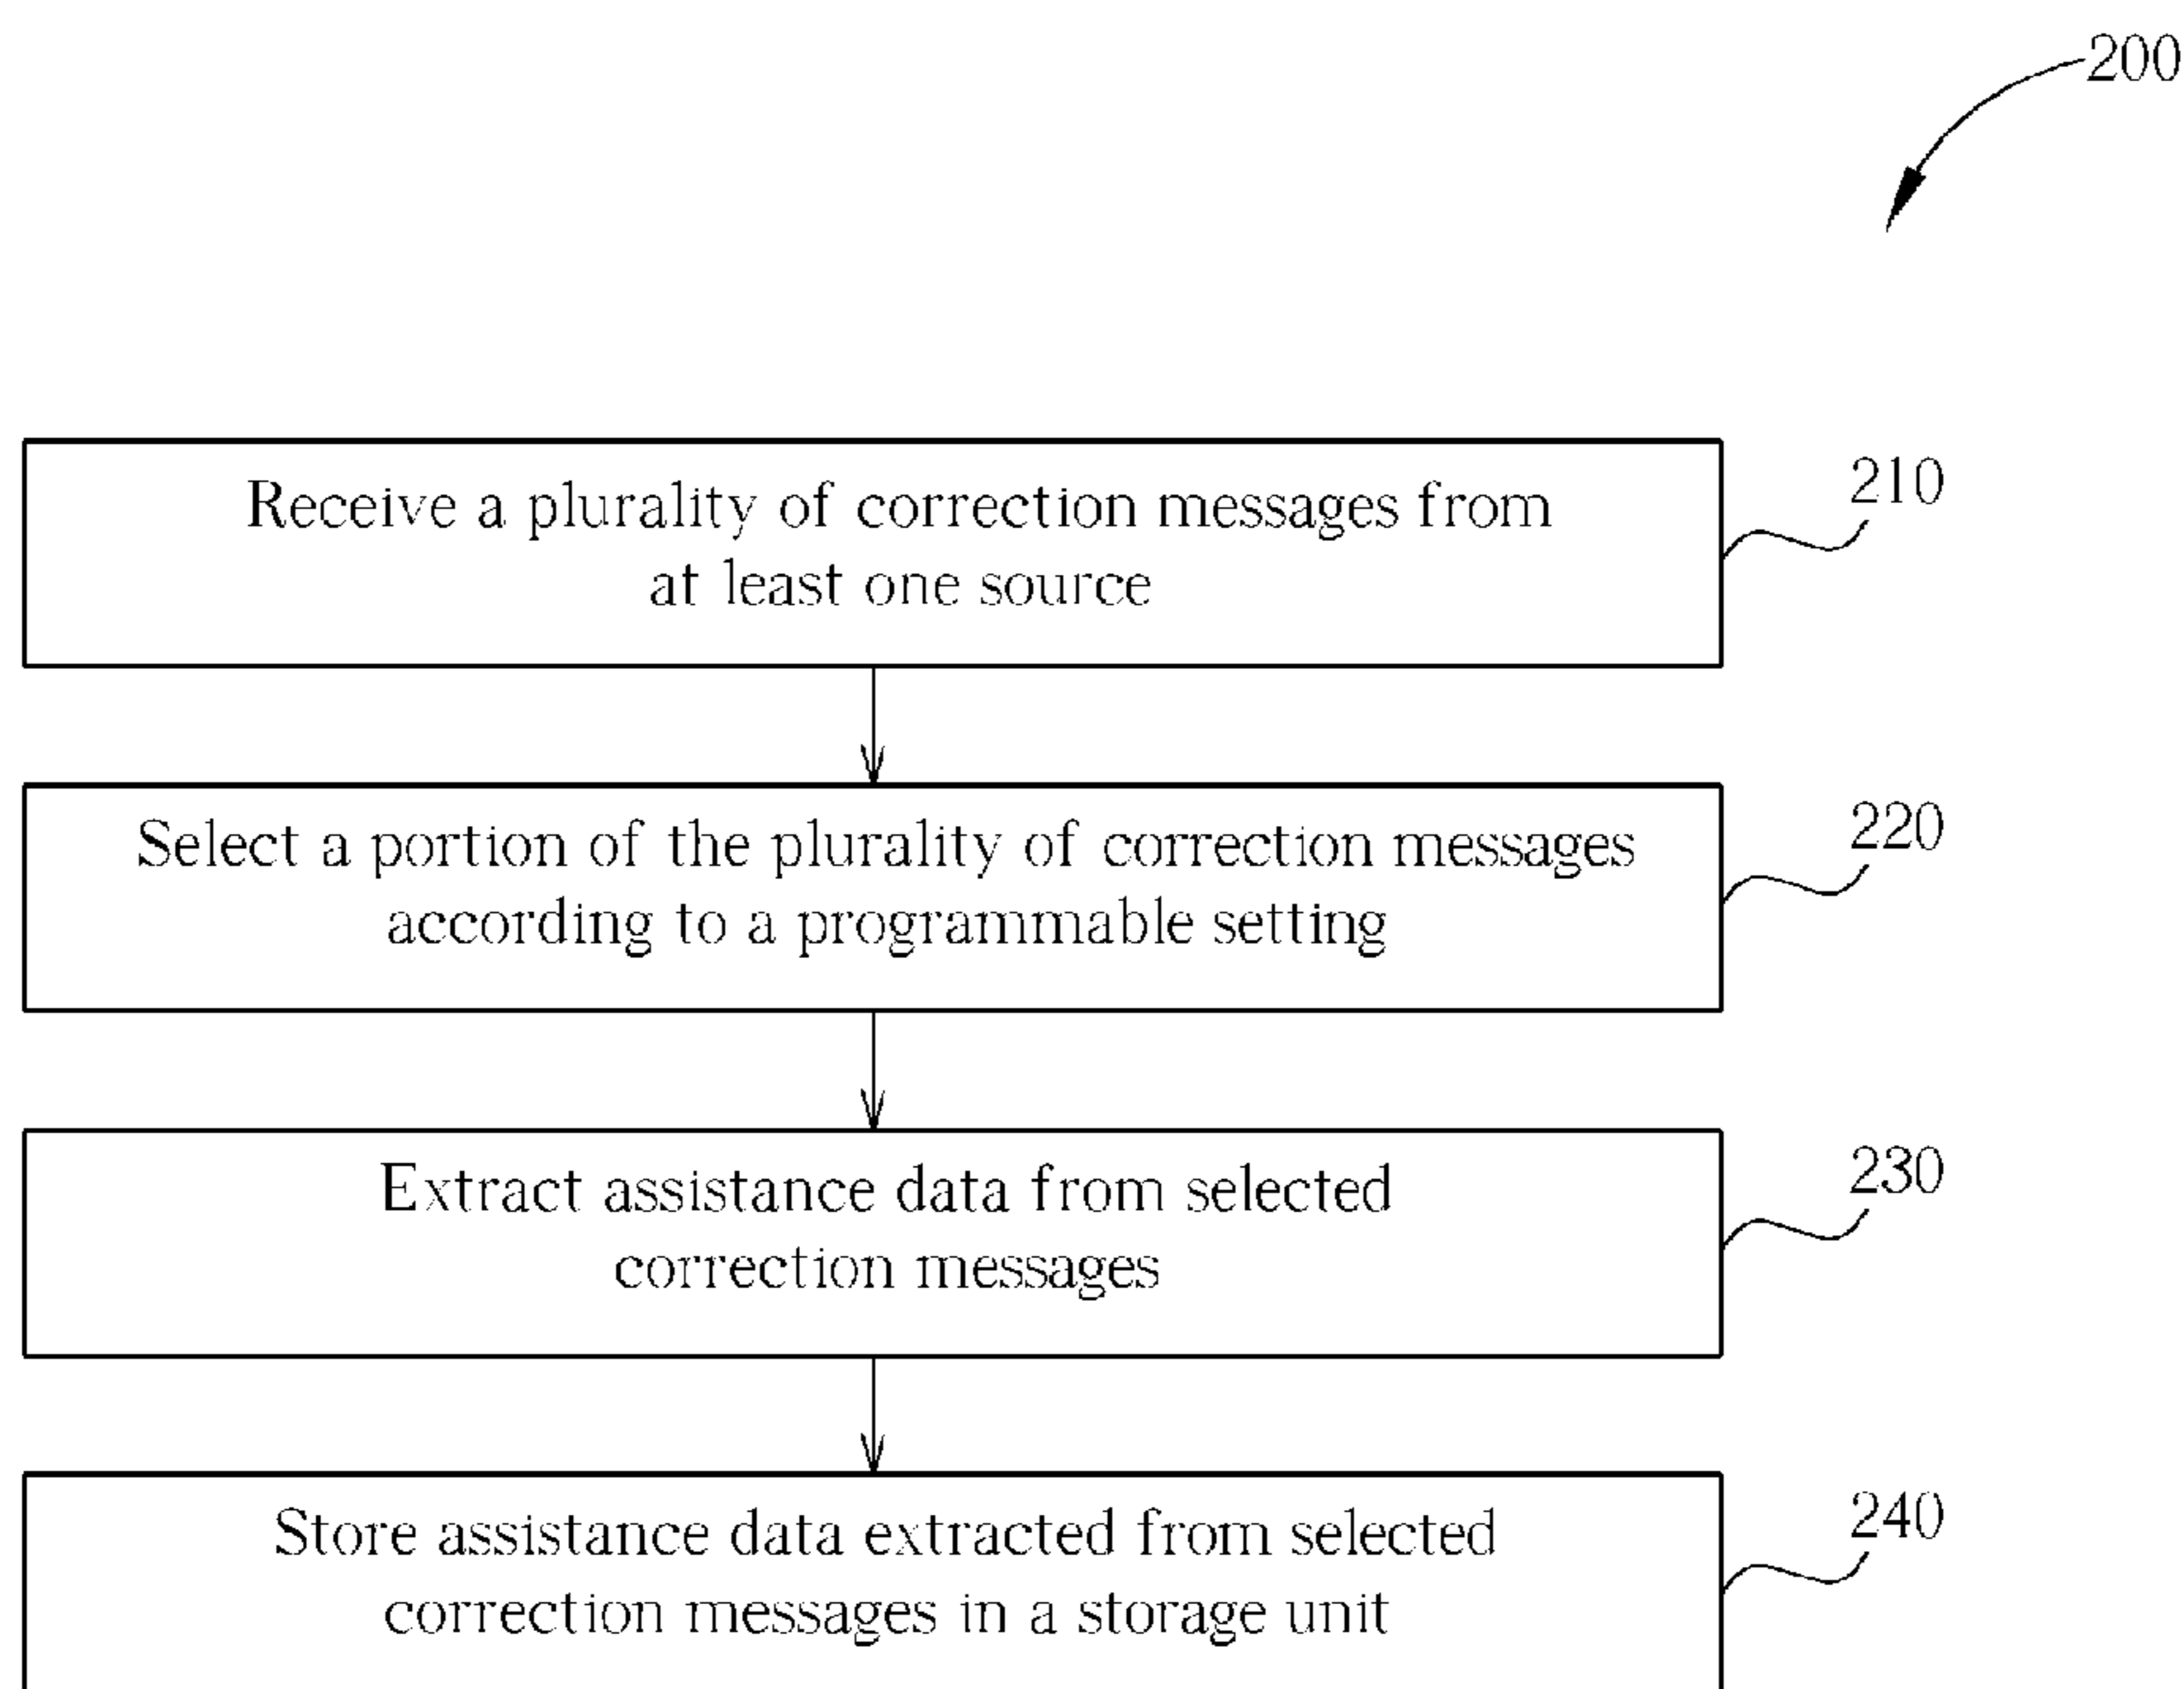 200
Receive a plurality of correction messages from
at least one source
210
Select a portion of the plurality of correction messages
according to a programmable setting
220
Extract assistance data from selected
correction messages
230
Store assistance data extracted from selected
correction messages in a storage unit
240